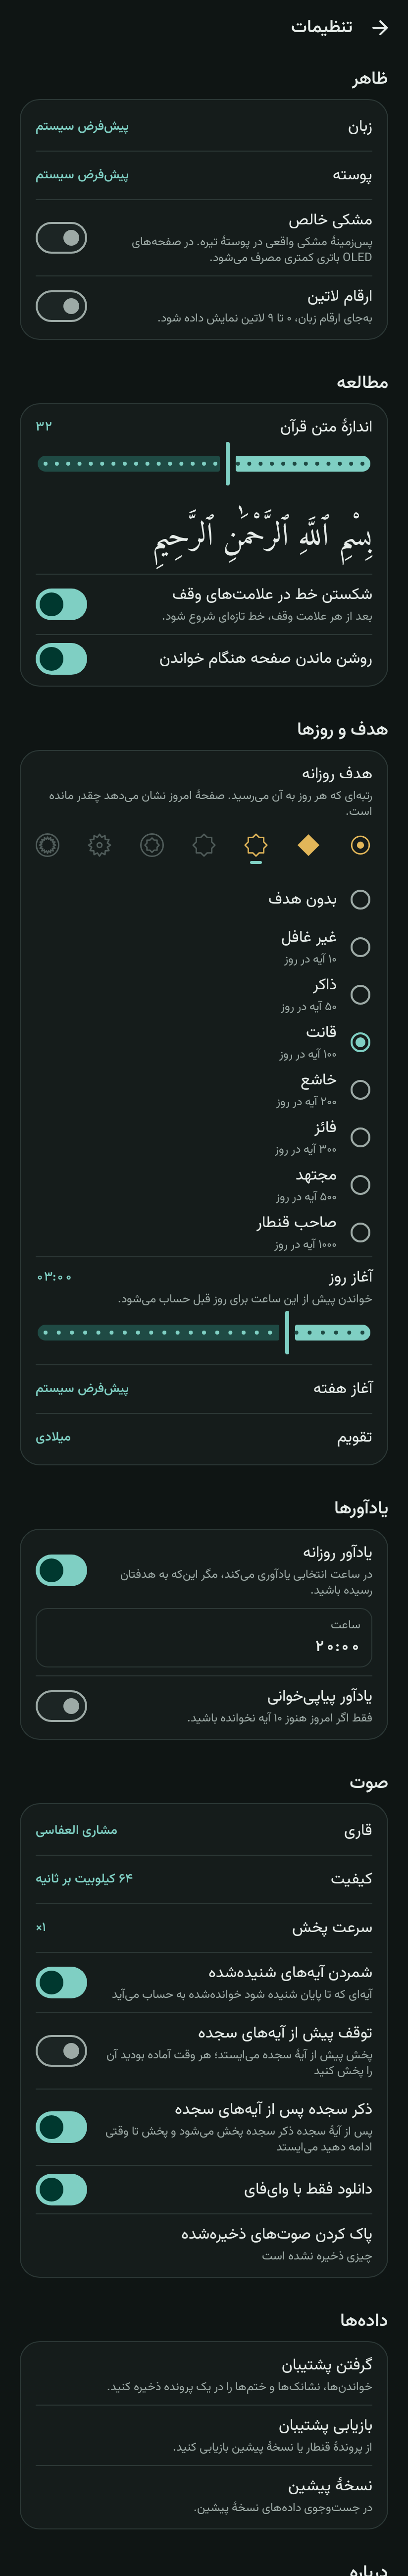 تنظیمات
ظاهر
زبان
پیش‌فرض سیستم
پوسته
پیش‌فرض سیستم
مشکی خالص
پس‌زمینهٔ مشکی واقعی در پوستهٔ تیره. در صفحه‌های
OLED باتری کمتری مصرف می‌شود.
ارقام لاتین
به‌جای ارقام زبان، ۰ تا ۹ لاتین نمایش داده شود.
مطالعه
اندازهٔ متن قرآن
۳۲
بِسْمِ ٱللَّهِ ٱلرَّحْمَٰنِ ٱلرَّحِيمِ
شکستن خط در علامت‌های وقف
بعد از هر علامت وقف، خط تازه‌ای شروع شود.
روشن ماندن صفحه هنگام خواندن
هدف و روزها
هدف روزانه
رتبه‌ای که هر روز به آن می‌رسید. صفحهٔ امروز نشان می‌دهد چقدر مانده
است.
بدون هدف
غیر غافل
۱۰ آیه در روز
ذاکر
۵۰ آیه در روز
قانت
۱۰۰ آیه در روز
خاشع
۲۰۰ آیه در روز
فائز
۳۰۰ آیه در روز
مجتهد
۵۰۰ آیه در روز
صاحب قنطار
۱۰۰۰ آیه در روز
آغاز روز
۰۳:۰۰
خواندن پیش از این ساعت برای روز قبل حساب می‌شود.
آغاز هفته
پیش‌فرض سیستم
تقویم
میلادی
یادآورها
یادآور روزانه
در ساعت انتخابی یادآوری می‌کند، مگر این‌که به هدفتان
رسیده باشید.
ساعت
۲۰:۰۰
یادآور پیاپی‌خوانی
فقط اگر امروز هنوز ۱۰ آیه نخوانده باشید.
صوت
قاری
مشاری العفاسی
کیفیت
۶۴ کیلوبیت بر ثانیه
سرعت پخش
۱×
شمردن آیه‌های شنیده‌شده
آیه‌ای که تا پایان شنیده شود خوانده‌شده به حساب می‌آید
توقف پیش از آیه‌های سجده
پخش پیش از آیهٔ سجده می‌ایستد؛ هر وقت آماده بودید آن
را پخش کنید
ذکر سجده پس از آیه‌های سجده
پس از آیهٔ سجده ذکر سجده پخش می‌شود و پخش تا وقتی
ادامه دهید می‌ایستد
دانلود فقط با وای‌فای
پاک کردن صوت‌های ذخیره‌شده
چیزی ذخیره نشده است
داده‌ها
گرفتن پشتیبان
خواندن‌ها، نشانک‌ها و ختم‌ها را در یک پرونده ذخیره کنید.
بازیابی پشتیبان
از پروندهٔ قنطار یا نسخهٔ پیشین بازیابی کنید.
نسخهٔ پیشین
در جست‌وجوی داده‌های نسخهٔ پیشین.
درباره